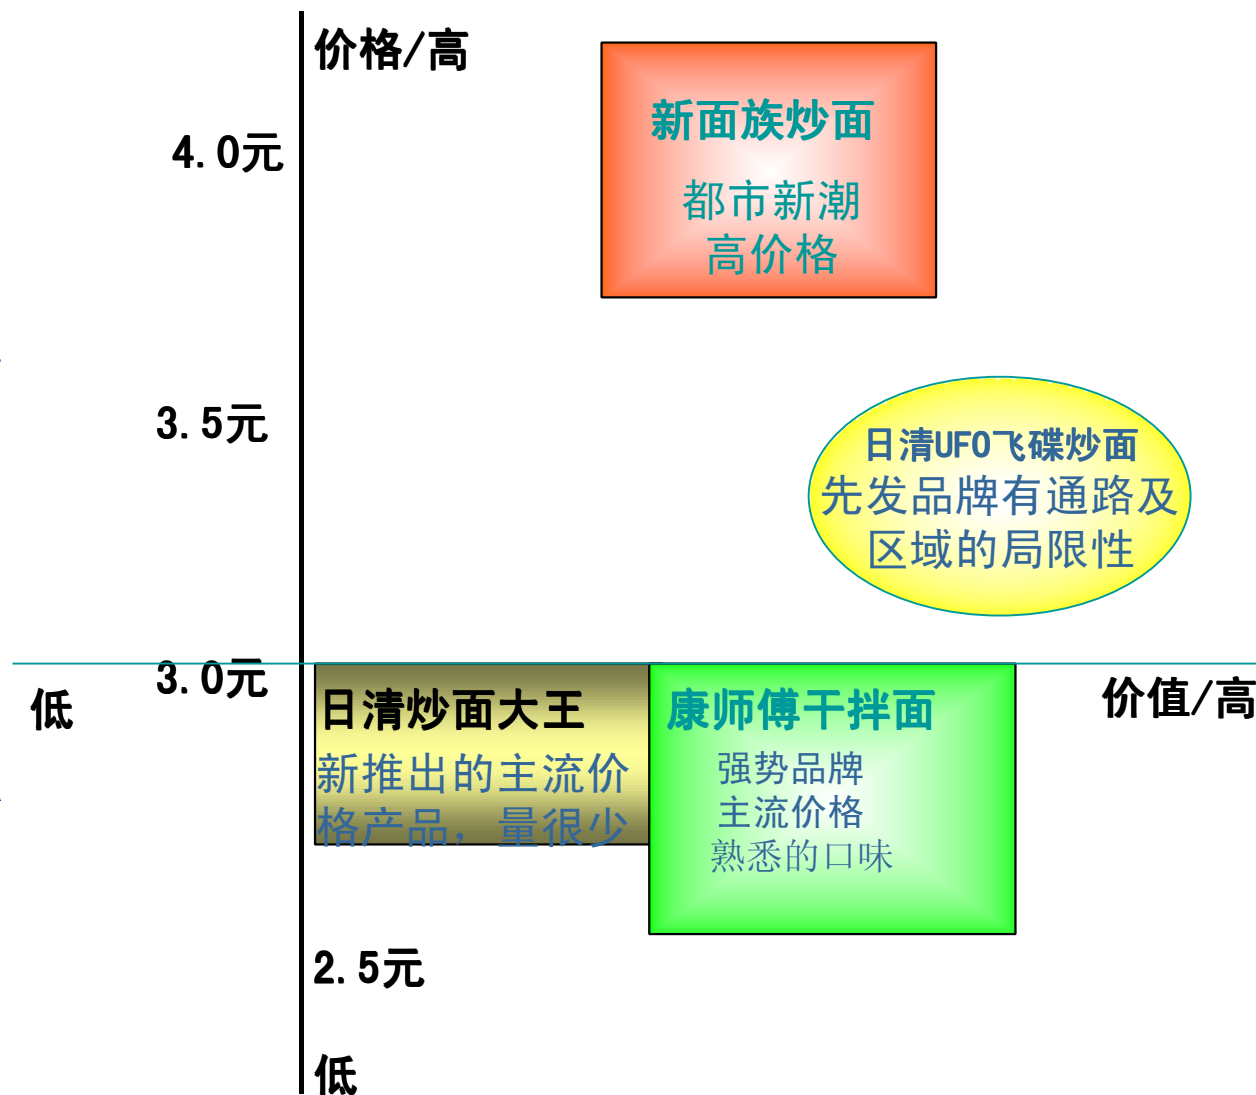 价格/高
新面族炒面
4.0元
都市新潮
高价格
3.5元
日清UFO飞碟炒面
先发品牌有通路及
区域的局限性
3.0元
低
日清炒面大王
康师傅干拌面
价值/高
新推出的主流价
格产品，量很少
强势品牌
主流价格
熟悉的口味
2.5元
低